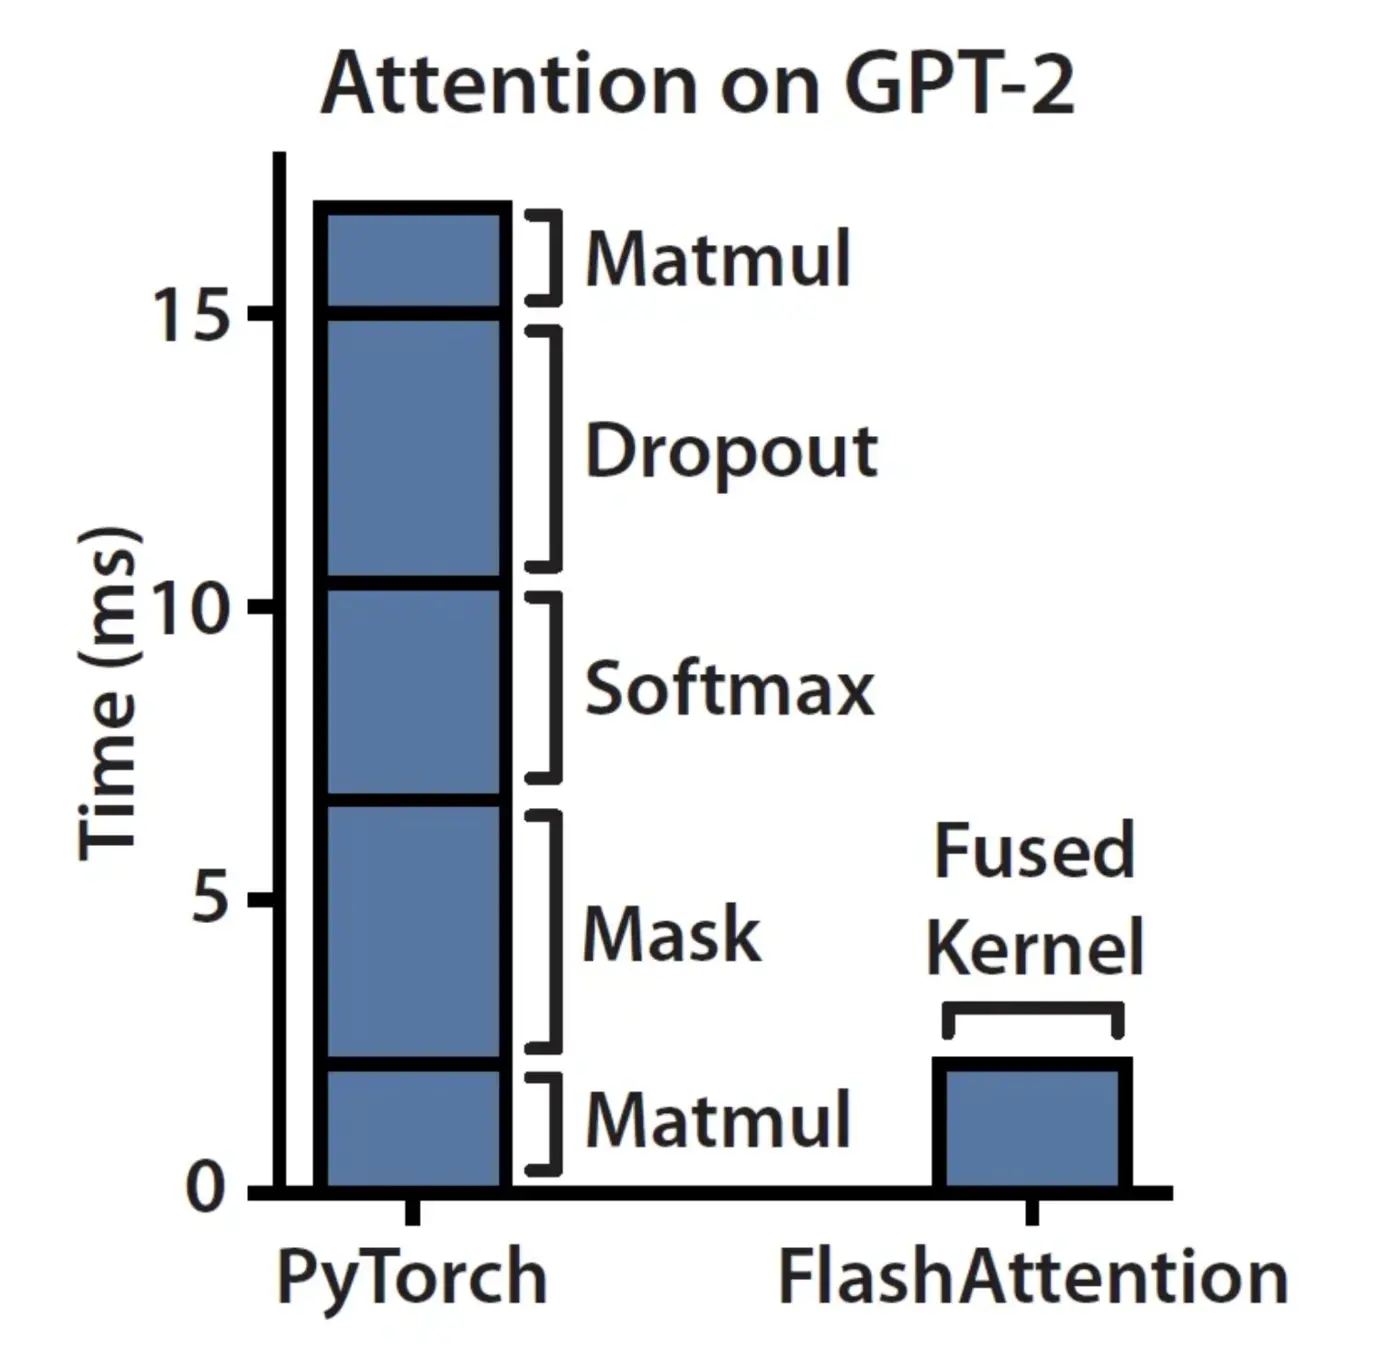 Attention on GPT-2
Time (ms)
15
10
5
0
Matmul
Dropout
Softmax
Mask
Matmul
Fused
Kernel
PyTorch
FlashAttention